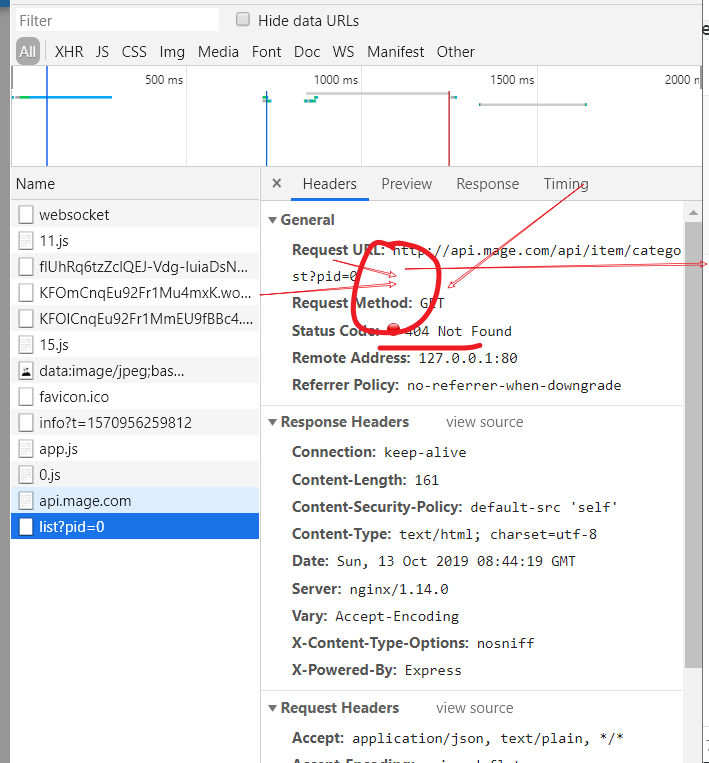 Filter
Hide data URLs
All XHR JS CSS Img Media Font Doc WS Manifest Other
500 ms 1000 ms 1500 ms 2000 m
Name
websocket
11.js
flUhRq6tzZclQEJ-Vdg-IuiaDsN...
KFOmCnqEu92Fr1Mu4mxK.wo...
KFOlCnqEu92Fr1MmEU9fBBc4....
15.js
data:image/jpeg;bas...
favicon.ico
info?t=1570956259812
app.js
0.js
api.mage.com
list?pid=0
× Headers Preview Response Timing
General
Request URL: http://api.mage.com/api/item/catego
st?pid=0
Request Method: GET
Status Code: 404 Not Found
Remote Address: 127.0.0.1:80
Referrer Policy: no-referrer-when-downgrade
Response Headers view source
Connection: keep-alive
Content-Length: 161
Content-Security-Policy: default-src 'self'
Content-Type: text/html; charset=utf-8
Date: Sun, 13 Oct 2019 08:44:19 GMT
Server: nginx/1.14.0
Vary: Accept-Encoding
X-Content-Type-Options: nosniff
X-Powered-By: Express
Request Headers view source
Accept: application/json, text/plain, */*